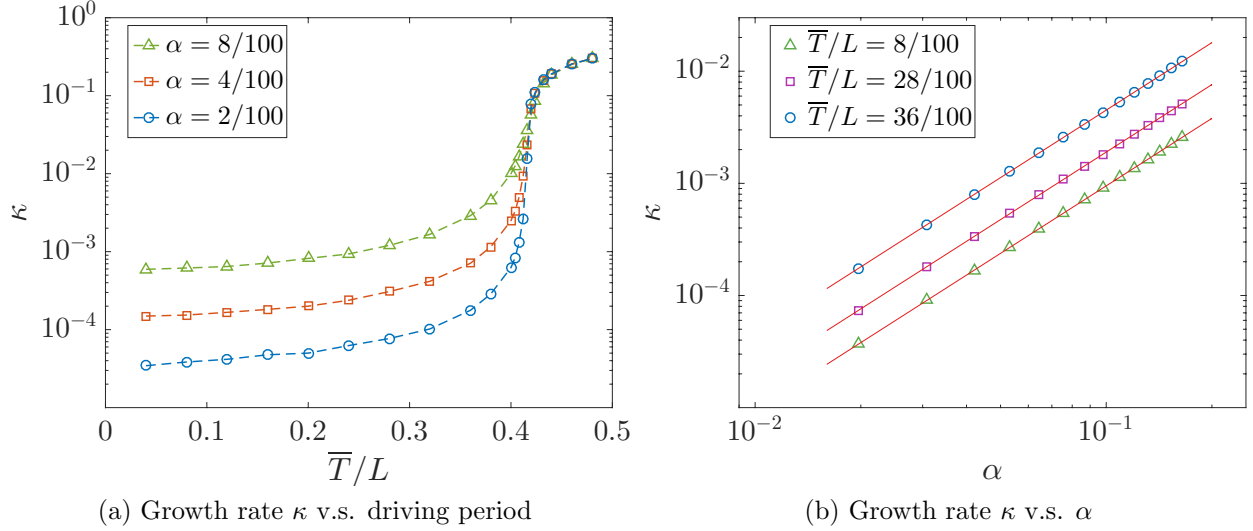 10⁰
10⁻¹
10⁻²
10⁻³
10⁻⁴
κ
α = 8/100
α = 4/100
α = 2/100
0 0.1 0.2 0.3 0.4 0.5
T̅/L
(a) Growth rate κ v.s. driving period
10⁻²
10⁻³
10⁻⁴
κ
T̅/L = 8/100
T̅/L = 28/100
T̅/L = 36/100
10⁻² 10⁻¹
α
(b) Growth rate κ v.s. α